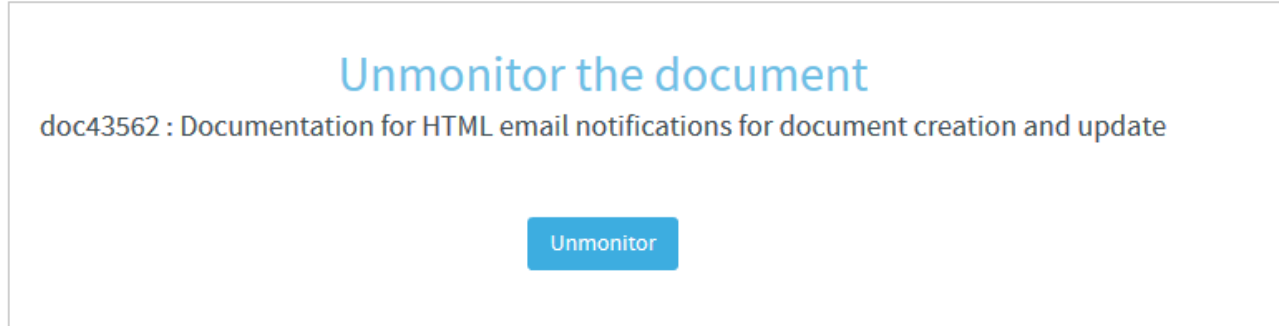 Unmonitor the document
doc43562 : Documentation for HTML email notifications for document creation and update
Unmonitor